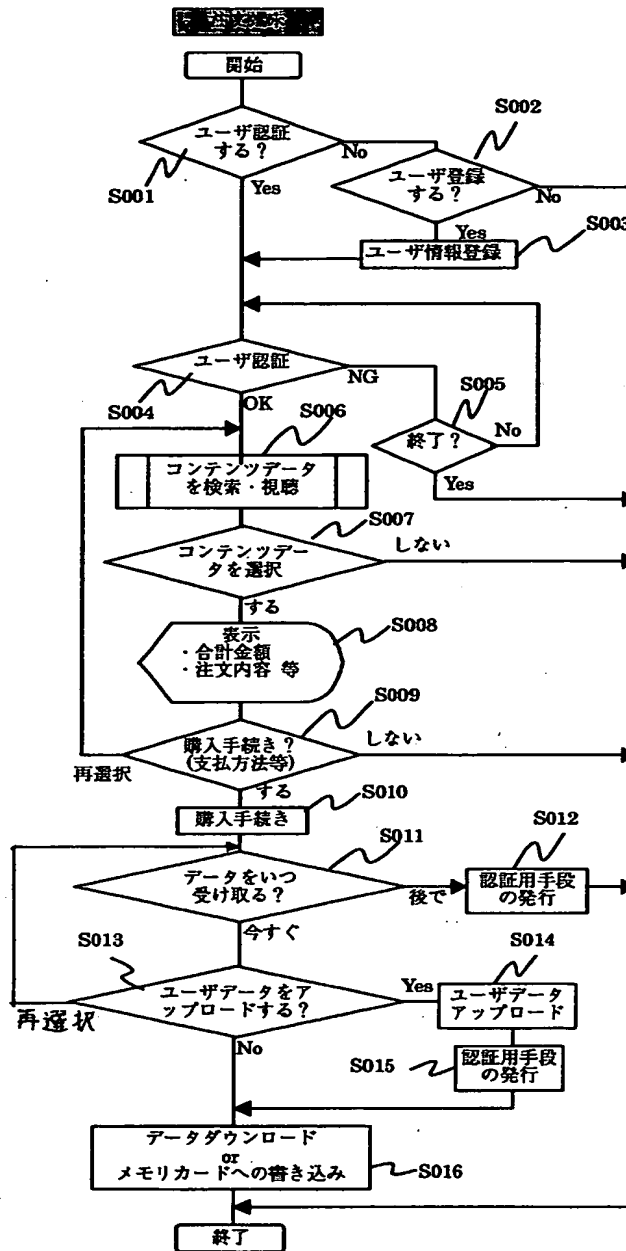 開始
S002
ユーザ認証
する？
No
S001
Yes
ユーザ登録
する？
No
Yes
S003
ユーザ情報登録
ユーザ認証
NG
S004
OK
S005
S006
終了？
No
Yes
コンテンツデータ
を検索・視聴
S007
コンテンツデー
タを選択
しない
する
表示
・合計金額
・注文内容 等
S008
S009
購入手続き？
(支払方法等)
しない
再選択
する
S010
購入手続き
S011
S012
データをいつ
受け取る？
後で
認証用手段
の発行
今すぐ
S013
S014
ユーザデータをア
ップロードする？
Yes
ユーザデータ
アップロード
再選択
No
S015
認証用手段
の発行
データダウンロード
or
メモリカードへの書き込み
S016
終了